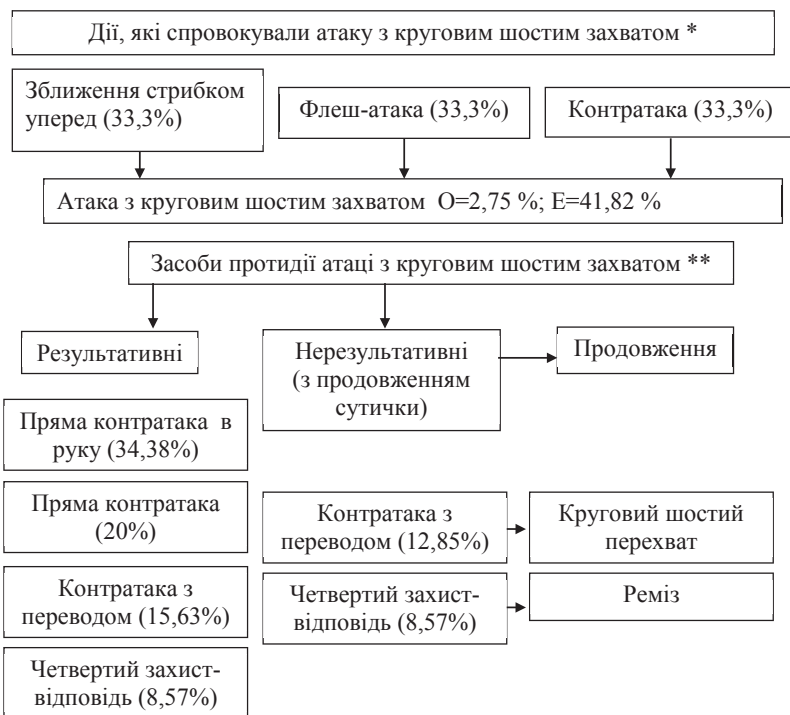 Дії, які спровокували атаку з круговим шостим захватом *
Зближення стрибком
уперед (33,3%)
Флеш-атака (33,3%)
Контратака (33,3%)
Атака з круговим шостим захватом O=2,75 %; E=41,82 %
Засоби протидії атаці з круговим шостим захватом **
Результативні
Нерезультативні
(з продовженням
сутички)
Продовження
Пряма контратака в
руку (34,38%)
Пряма контратака
(20%)
Контратака з
переводом (12,85%)
Круговий шостий
перехват
Контратака з
переводом (15,63%)
Четвертий захист-
відповідь (8,57%)
Реміз
Четвертий захист-
відповідь (8,57%)